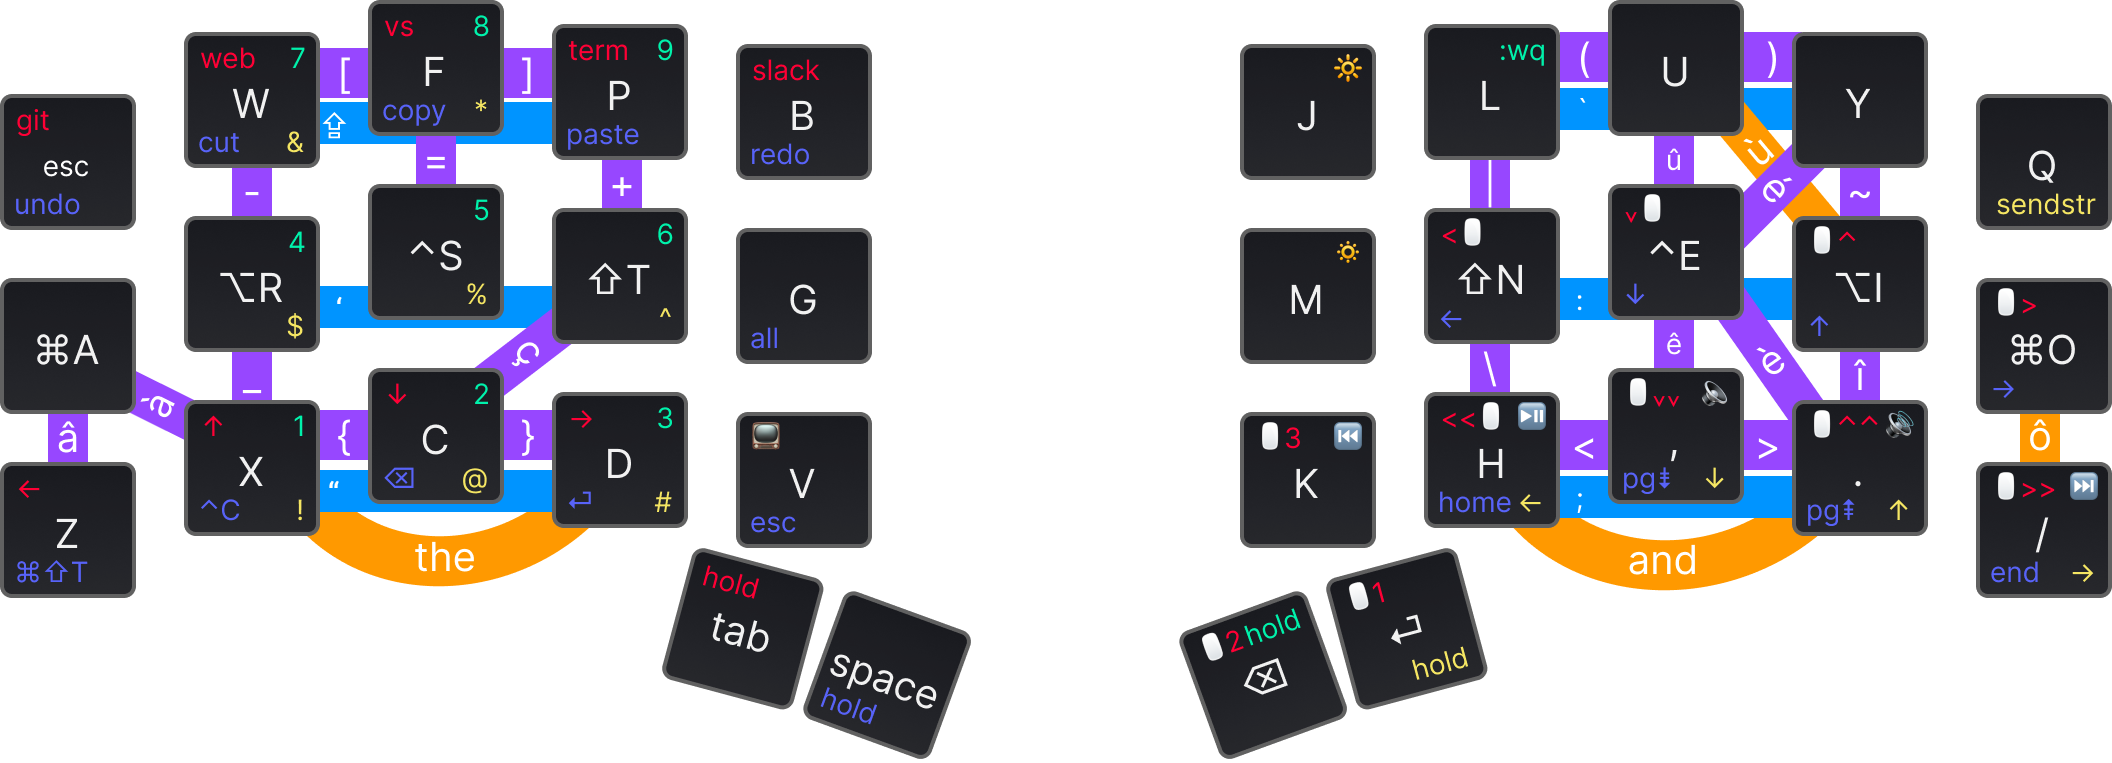 git
esc
undo
web 7
W
cut &
[
⇪
vs 8
F
copy *
]
term 9
P
paste
slack
B
redo
J
:wq
L
(
`
U
)
Y
Q
sendstr
-
=
+
|
û
ù
é
~
⌘A
4
⌥R
$
‘
5
^S
%
6
⇧T
^
G
all
M
<
⇧N
←
:
v
^E
↓
^
⌥I
↑
>
⌘O
→
à
â
_
ç
\
ê
è
î
ô
←
Z
⌘⇧T
↑ 1
X
^C !
{
“
↓ 2
C
⌫ @
}
→ 3
D
↵ #
V
esc
3 ⏮
K
<< ⏯
H
home ←
<
;
vv
,
pg⇟ ↓
>
^^
.
pg⇞ ↑
>> ⏭
/
end →
the
and
hold
tab
space
hold
2 hold
⌫
1
↵
hold